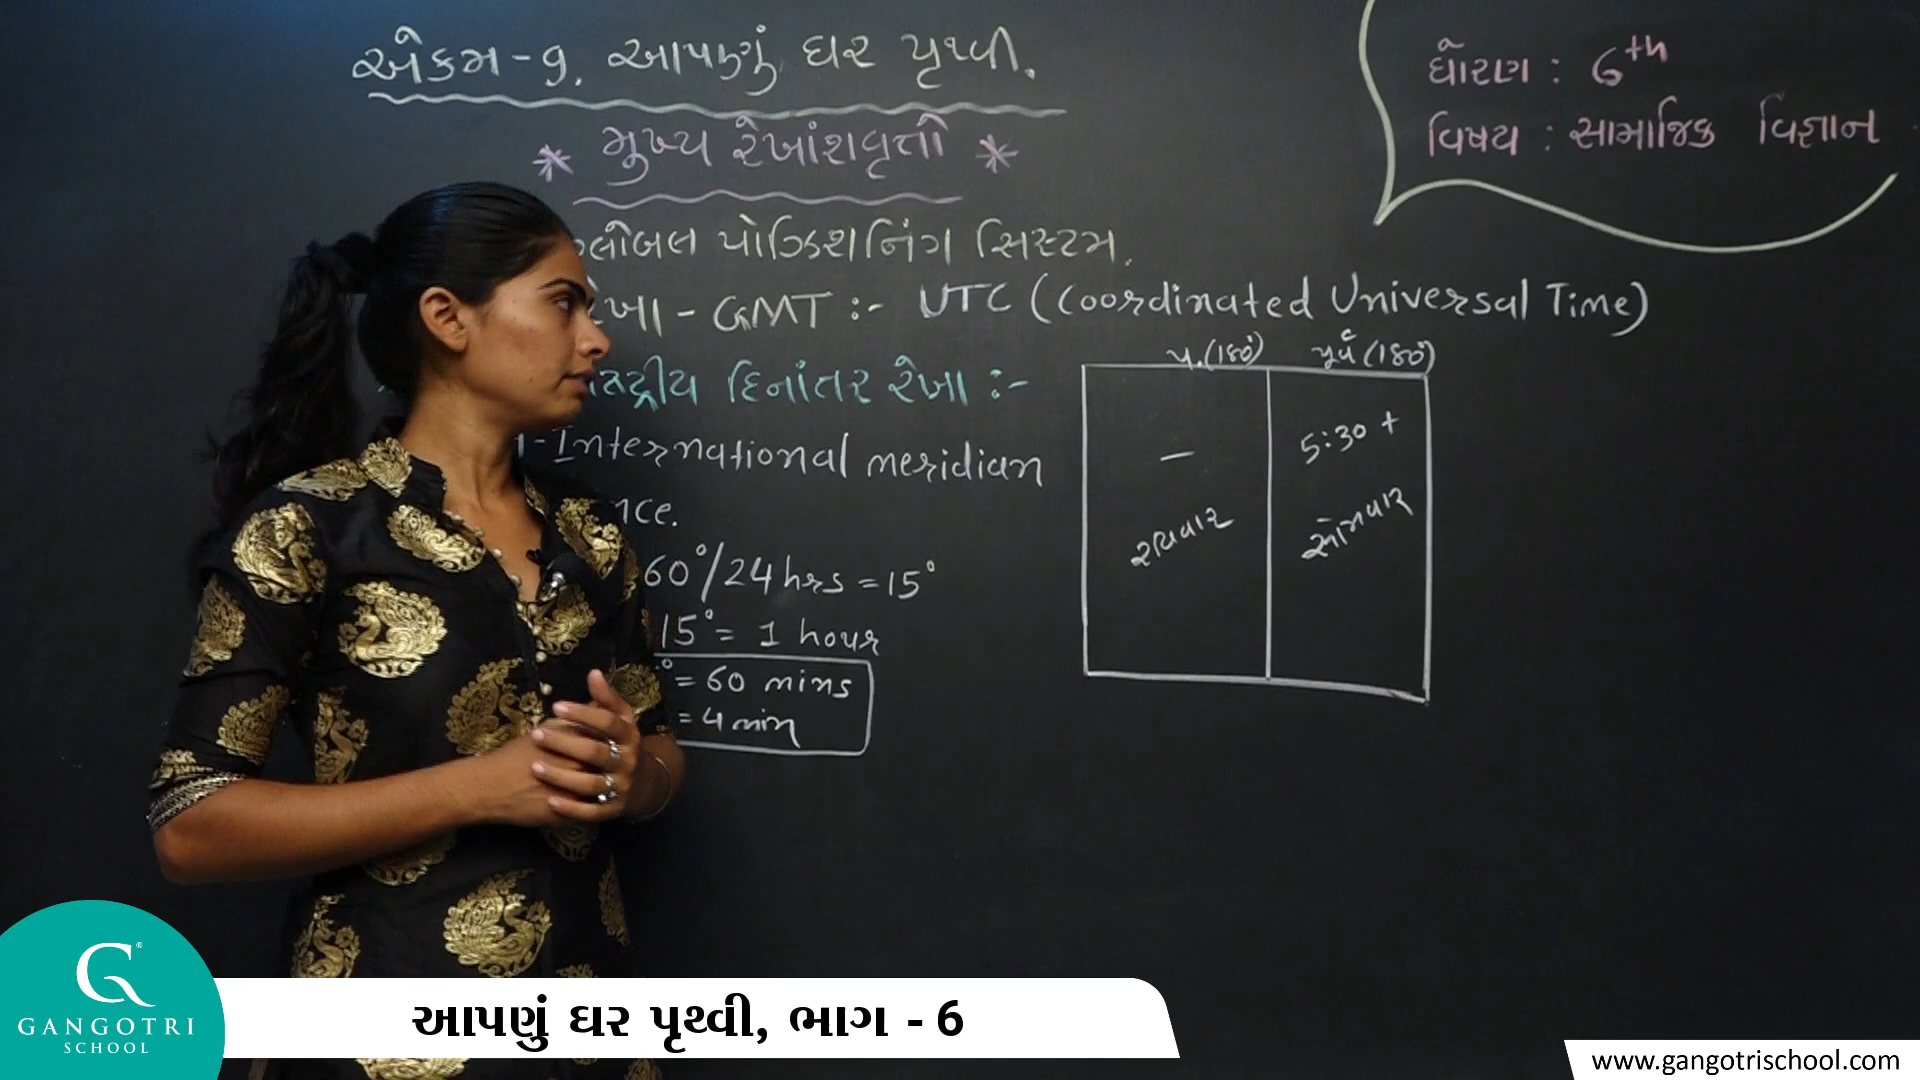 એકમ-9. આપણું ઘર પૃથ્વી.
* મુખ્ય રેખાંશવૃત્તો *
ધોરણ : 6th
વિષય : સામાજિક વિજ્ઞાન
ગ્લોબલ પોઝિશનિંગ સિસ્ટમ.
રેખા - GMT :- UTC (Coordinated Universal Time)
રાષ્ટ્રીય દિનાંતર રેખા :-
- International meridian
nce.
60°/24 hrs = 15°
15° = 1 hour
° = 60 mins
= 4 min
પ.(180°) પૂર્વ (180°)
- 5:30 +
રવિવાર સોમવાર
GANGOTRI
SCHOOL
આપણું ઘર પૃથ્વી, ભાગ - 6
www.gangotrischool.com